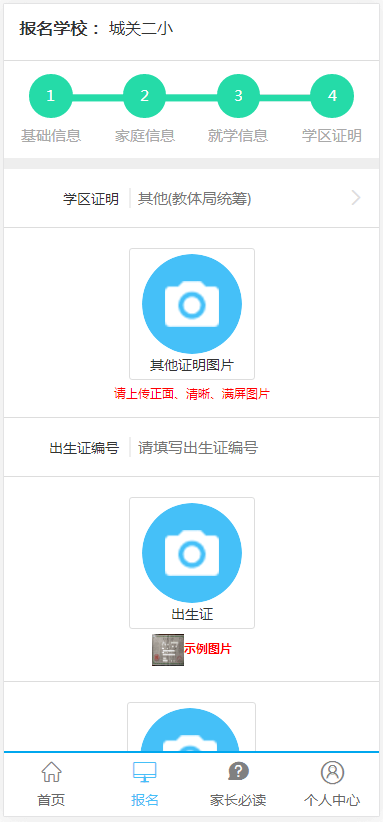 报名学校： 城关二小
1 2 3 4
基础信息 家庭信息 就学信息 学区证明
学区证明 其他(教体局统筹)
其他证明图片
请上传正面、清晰、满屏图片
出生证编号 请填写出生证编号
出生证
示例图片
首页 报名 家长必读 个人中心